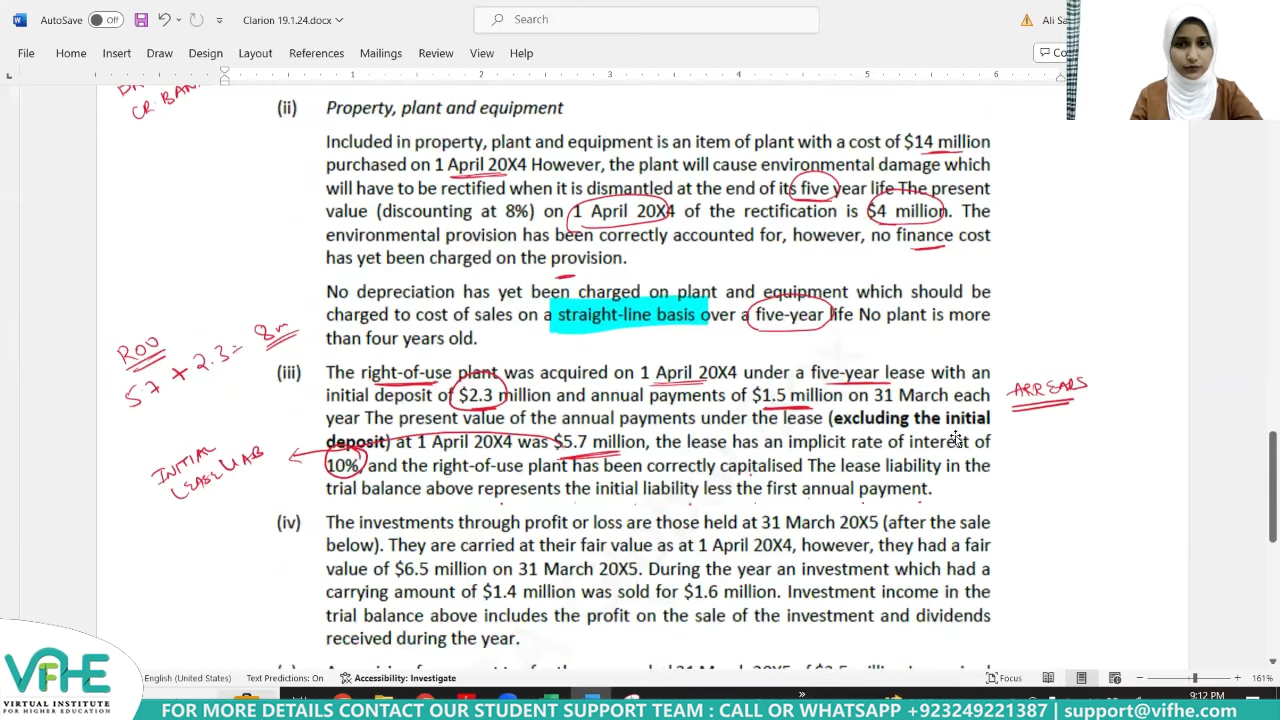 AutoSave Off Clarion 19.1.24.docx Search Ali Sa
File Home Insert Draw Design Layout References Mailings Review View Help Co
1 2 3 4 5 6
CR BAN
(ii) Property, plant and equipment
Included in property, plant and equipment is an item of plant with a cost of $14 million
purchased on 1 April 20X4 However, the plant will cause environmental damage which
will have to be rectified when it is dismantled at the end of its five year life The present
value (discounting at 8%) on 1 April 20X4 of the rectification is $4 million. The
environmental provision has been correctly accounted for, however, no finance cost
has yet been charged on the provision.
No depreciation has yet been charged on plant and equipment which should be
charged to cost of sales on a straight-line basis over a five-year life No plant is more
than four years old.
ROU
5.7 + 2.3 = 8m
(iii) The right-of-use plant was acquired on 1 April 20X4 under a five-year lease with an
initial deposit of $2.3 million and annual payments of $1.5 million on 31 March each
ARREARS
year The present value of the annual payments under the lease (excluding the initial
deposit) at 1 April 20X4 was $5.7 million, the lease has an implicit rate of interest of
10%, and the right-of-use plant has been correctly capitalised The lease liability in the
trial balance above represents the initial liability less the first annual payment.
INITIAL
LEASE LIAB
(iv) The investments through profit or loss are those held at 31 March 20X5 (after the sale
below). They are carried at their fair value as at 1 April 20X4, however, they had a fair
value of $6.5 million on 31 March 20X5. During the year an investment which had a
carrying amount of $1.4 million was sold for $1.6 million. Investment income in the
trial balance above includes the profit on the sale of the investment and dividends
received during the year.
English (United States) Text Predictions: On Accessibility: Investigate Focus 161%
9:12 PM
VIFHE
VIRTUAL INSTITUTE
FOR HIGHER EDUCATION
FOR MORE DETAILS CONTACT OUR STUDENT SUPPORT TEAM : CALL OR WHATSAPP +923249221387 | support@vifhe.com